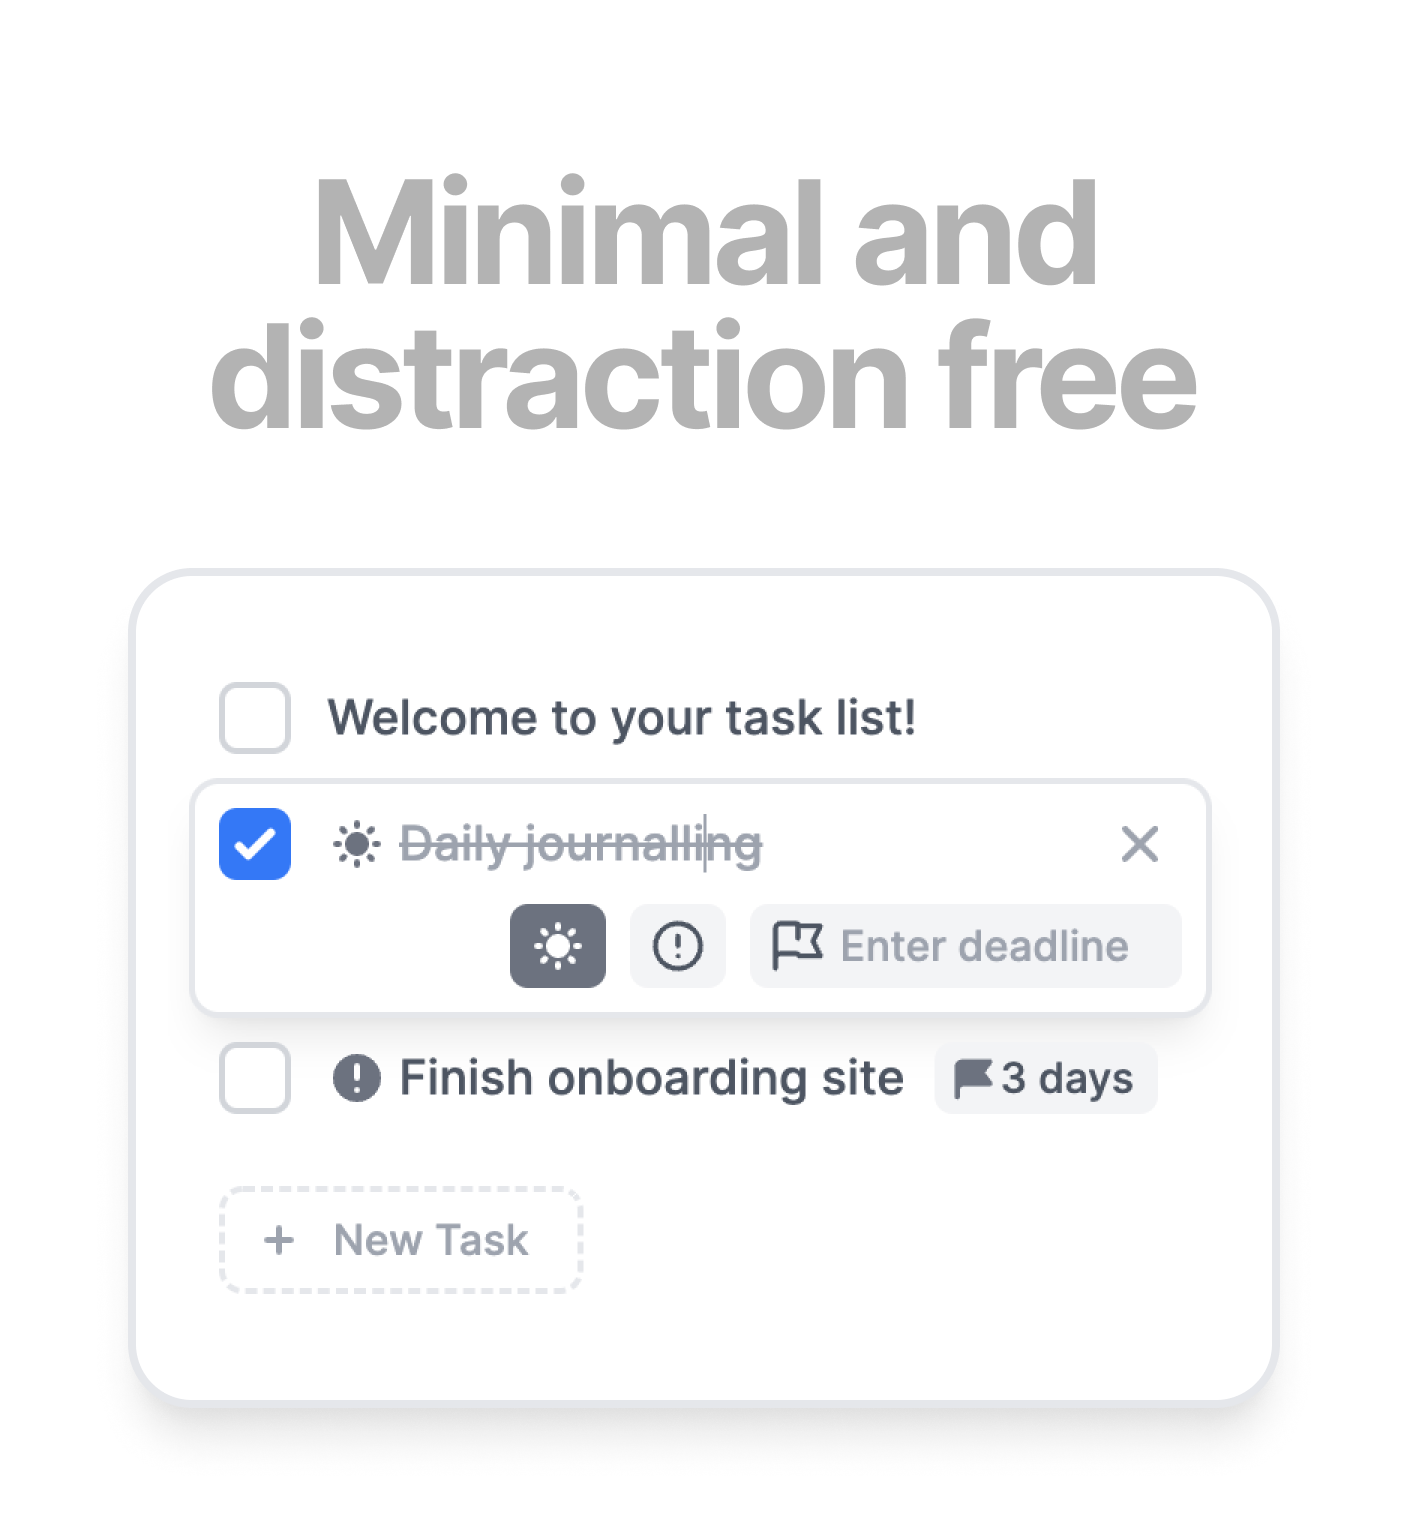 Minimal and
distraction free
Welcome to your task list!
Daily journalling
Enter deadline
Finish onboarding site 3 days
+ New Task